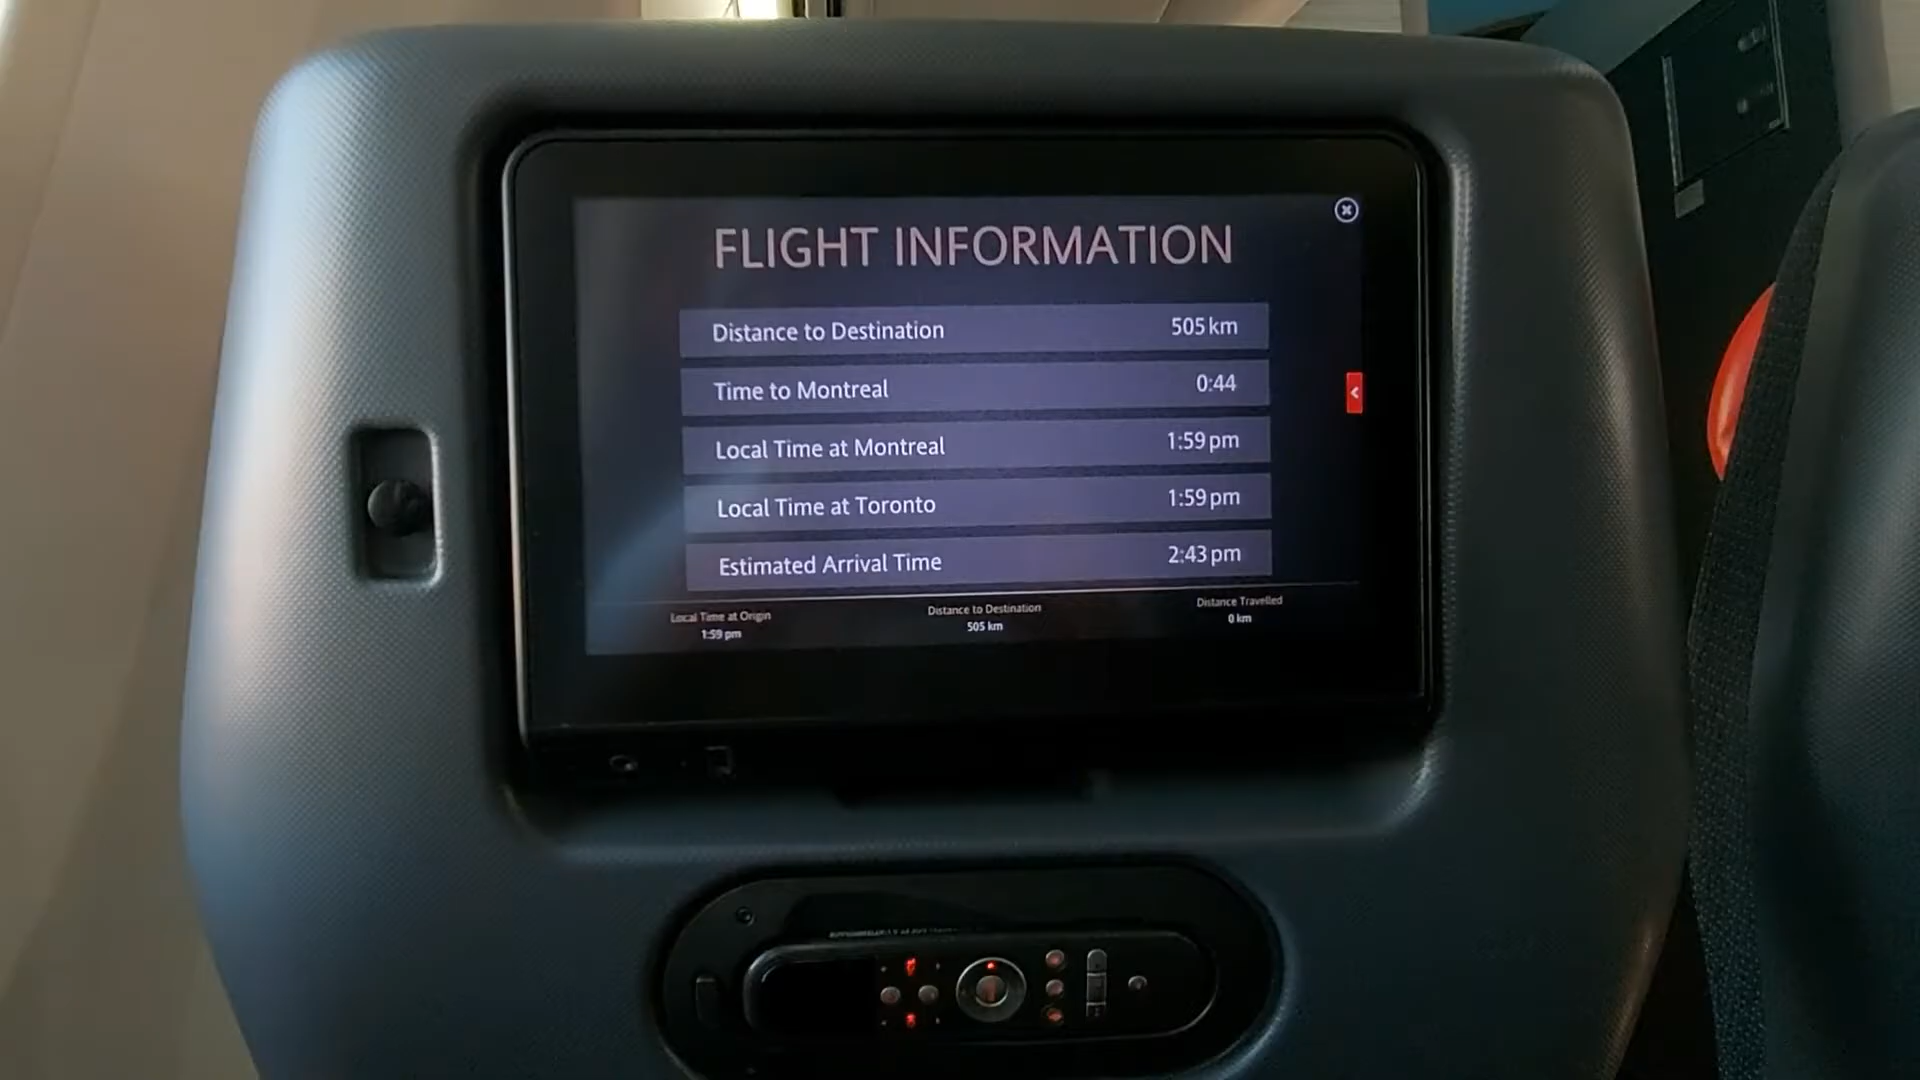 FLIGHT INFORMATION
Distance to Destination 505 km
Time to Montreal 0:44
Local Time at Montreal 1:59 pm
Local Time at Toronto 1:59 pm
Estimated Arrival Time 2:43 pm
Local Time at Origin Distance to Destination Distance Travelled
1:59 pm 505 km 0 km